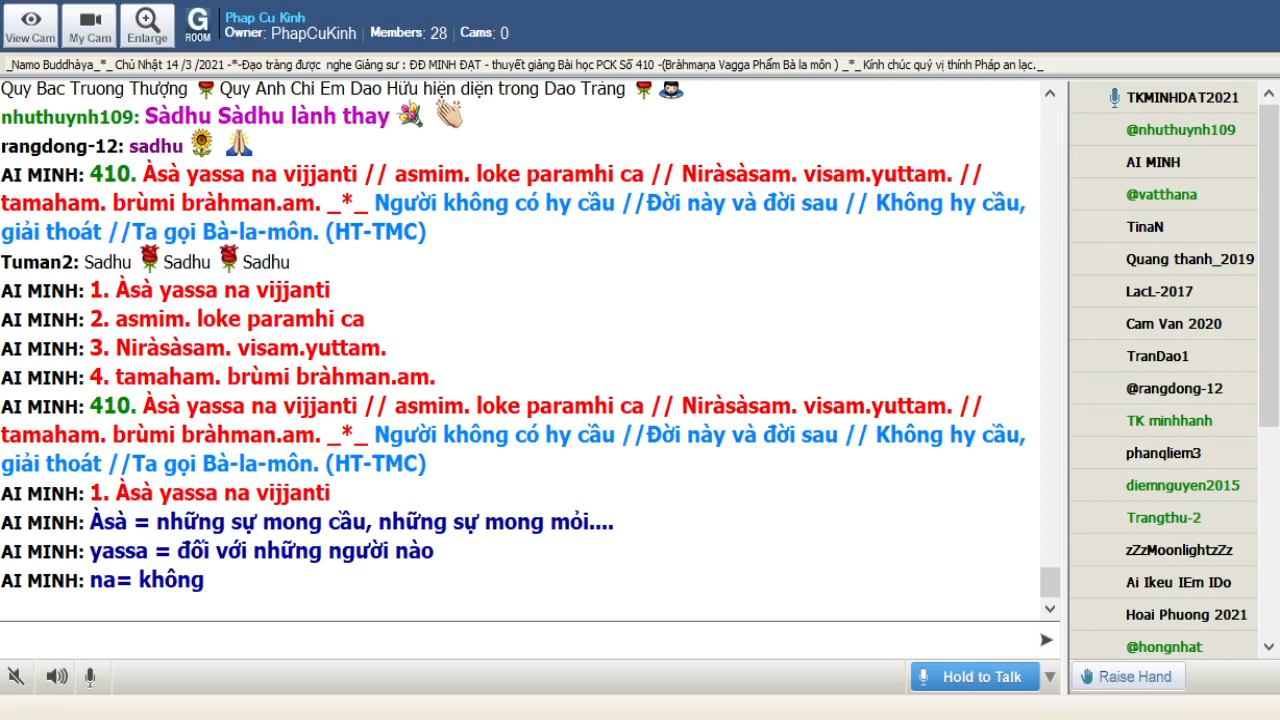 View Cam
My Cam
Enlarge
G
ROOM
Phap Cu Kinh
Owner: PhapCuKinh Members: 28 Cams: 0
_Namo Buddhàya_*_ Chủ Nhật 14 /3 /2021 -*-Đạo tràng được nghe Giảng sư : ĐĐ MINH ĐẠT - thuyết giảng Bài học PCK Số 410 -(Bràhmaṇa Vagga Phẩm Bà la môn ) _*_Kính chúc quý vị thính Pháp an lạc._
Quy Bac Truong Thượng 🌹 Quy Anh Chi Em Dao Hữu hiện diện trong Dao Tràng 🌹
nhuthuynh109: Sàdhu Sàdhu lành thay
rangdong-12: sadhu
AI MINH: 410. Àsà yassa na vijjanti // asmim. loke paramhi ca // Niràsàsam. visam.yuttam. //
tamaham. brùmi bràhman.am. _*_ Người không có hy cầu //Đời này và đời sau // Không hy cầu,
giải thoát //Ta gọi Bà-la-môn. (HT-TMC)
Tuman2: Sadhu 🌹Sadhu 🌹Sadhu
AI MINH: 1. Àsà yassa na vijjanti
AI MINH: 2. asmim. loke paramhi ca
AI MINH: 3. Niràsàsam. visam.yuttam.
AI MINH: 4. tamaham. brùmi bràhman.am.
AI MINH: 410. Àsà yassa na vijjanti // asmim. loke paramhi ca // Niràsàsam. visam.yuttam. //
tamaham. brùmi bràhman.am. _*_ Người không có hy cầu //Đời này và đời sau // Không hy cầu,
giải thoát //Ta gọi Bà-la-môn. (HT-TMC)
AI MINH: 1. Àsà yassa na vijjanti
AI MINH: Àsà = những sự mong cầu, những sự mong mỏi....
AI MINH: yassa = đối với những người nào
AI MINH: na= không
TKMINHDAT2021
@nhuthuynh109
AI MINH
@vatthana
TinaN
Quang thanh_2019
LacL-2017
Cam Van 2020
TranDao1
@rangdong-12
TK minhhanh
phanqliem3
diemnguyen2015
Trangthu-2
zZzMoonlightzZz
Ai Ikeu IEm IDo
Hoai Phuong 2021
@hongnhat
Hold to Talk
Raise Hand